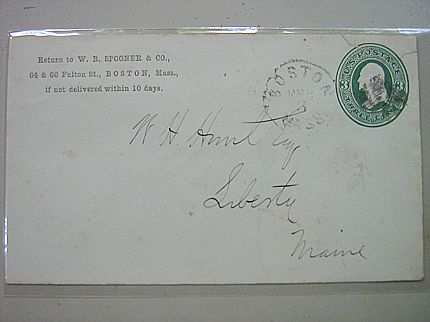 Return to W. B. SPOONER & CO.,
64 & 66 Fulton St., BOSTON, Mass.,
if not delivered within 10 days.
BOSTON
U.S. POSTAGE
THREE CENTS
W. H. Hunt Esq
Liberty
Maine